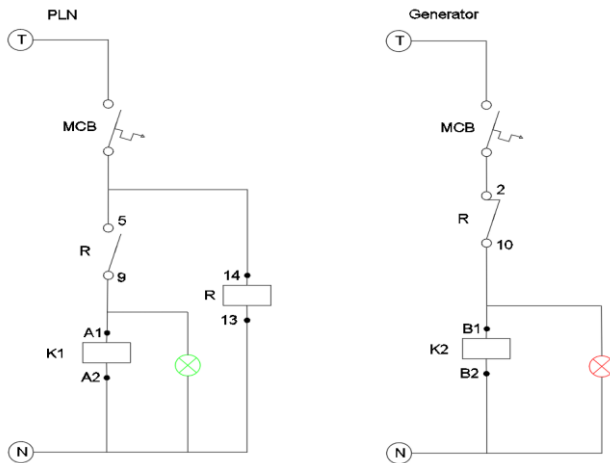 PLN
T
MCB
5
R
9
14
R
13
A1
K1
A2
N
Generator
T
MCB
2
R
10
B1
K2
B2
N